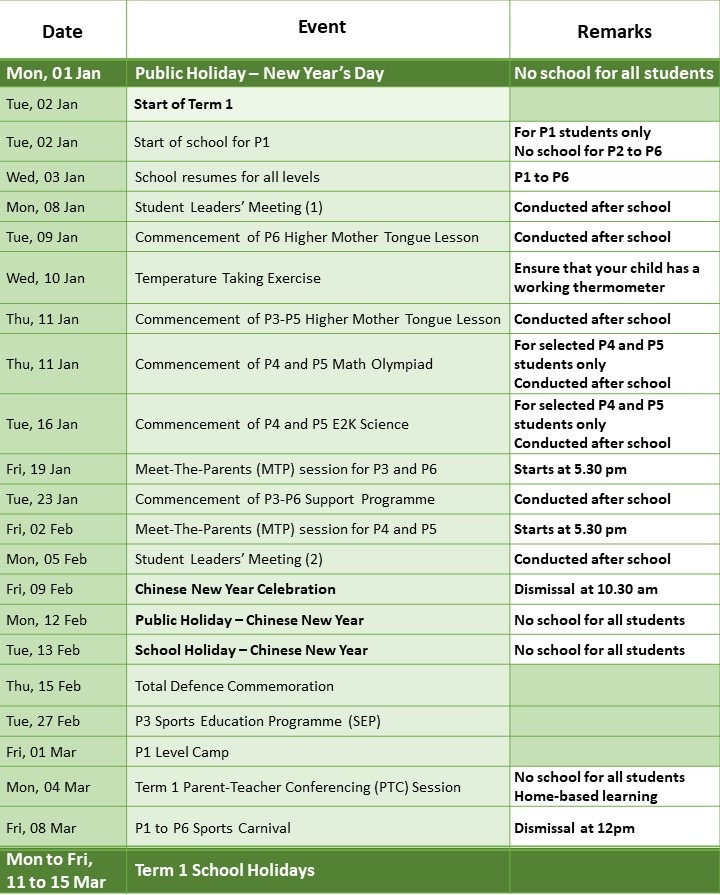 Date Event Remarks
Mon, 01 Jan Public Holiday – New Year's Day No school for all students
Tue, 02 Jan Start of Term 1
Tue, 02 Jan Start of school for P1 For P1 students only
No school for P2 to P6
Wed, 03 Jan School resumes for all levels P1 to P6
Mon, 08 Jan Student Leaders' Meeting (1) Conducted after school
Tue, 09 Jan Commencement of P6 Higher Mother Tongue Lesson Conducted after school
Wed, 10 Jan Temperature Taking Exercise Ensure that your child has a
working thermometer
Thu, 11 Jan Commencement of P3-P5 Higher Mother Tongue Lesson Conducted after school
Thu, 11 Jan Commencement of P4 and P5 Math Olympiad For selected P4 and P5
students only
Conducted after school
Tue, 16 Jan Commencement of P4 and P5 E2K Science For selected P4 and P5
students only
Conducted after school
Fri, 19 Jan Meet-The-Parents (MTP) session for P3 and P6 Starts at 5.30 pm
Tue, 23 Jan Commencement of P3-P6 Support Programme Conducted after school
Fri, 02 Feb Meet-The-Parents (MTP) session for P4 and P5 Starts at 5.30 pm
Mon, 05 Feb Student Leaders' Meeting (2) Conducted after school
Fri, 09 Feb Chinese New Year Celebration Dismissal at 10.30 am
Mon, 12 Feb Public Holiday – Chinese New Year No school for all students
Tue, 13 Feb School Holiday – Chinese New Year No school for all students
Thu, 15 Feb Total Defence Commemoration
Tue, 27 Feb P3 Sports Education Programme (SEP)
Fri, 01 Mar P1 Level Camp
Mon, 04 Mar Term 1 Parent-Teacher Conferencing (PTC) Session No school for all students
Home-based learning
Fri, 08 Mar P1 to P6 Sports Carnival Dismissal at 12pm
Mon to Fri,
11 to 15 Mar Term 1 School Holidays